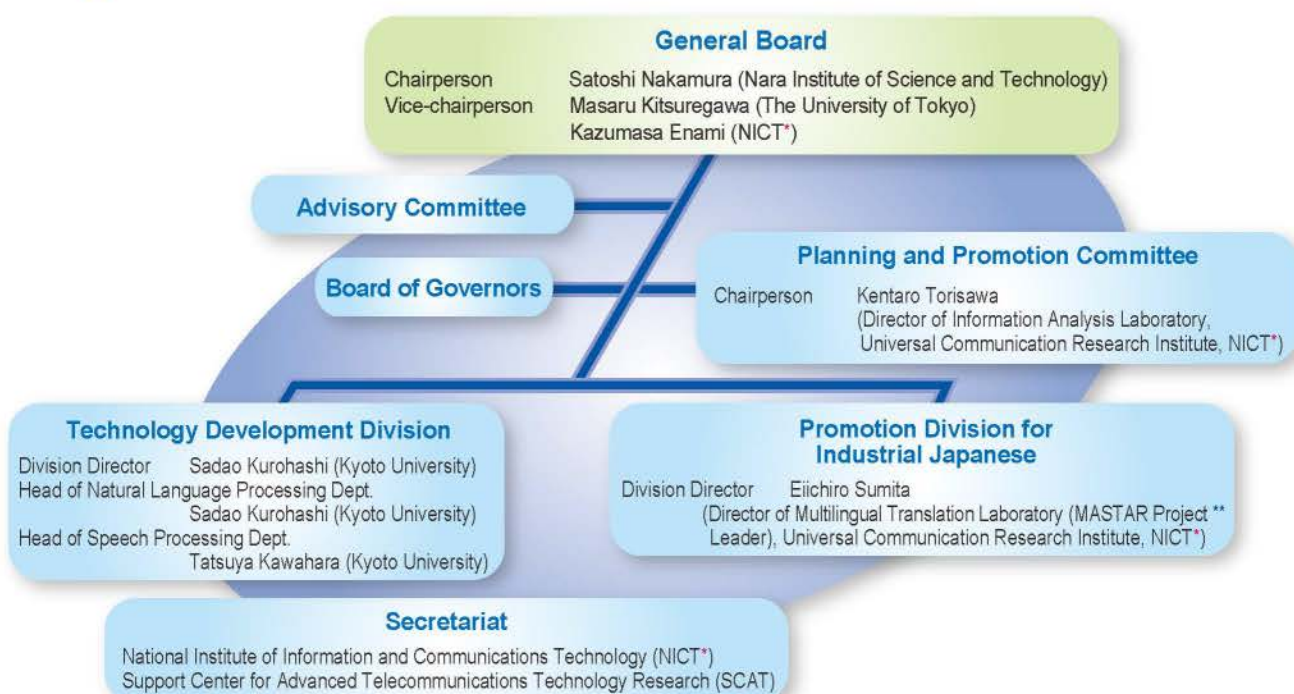 General Board
Chairperson Satoshi Nakamura (Nara Institute of Science and Technology)
Vice-chairperson Masaru Kitsuregawa (The University of Tokyo)
Kazumasa Enami (NICT*)
Advisory Committee
Board of Governors
Planning and Promotion Committee
Chairperson Kentaro Torisawa
(Director of Information Analysis Laboratory,
Universal Communication Research Institute, NICT*)
Technology Development Division
Division Director Sadao Kurohashi (Kyoto University)
Head of Natural Language Processing Dept.
Sadao Kurohashi (Kyoto University)
Head of Speech Processing Dept.
Tatsuya Kawahara (Kyoto University)
Promotion Division for
Industrial Japanese
Division Director Eiichiro Sumita
(Director of Multilingual Translation Laboratory (MASTAR Project **
Leader), Universal Communication Research Institute, NICT*)
Secretariat
National Institute of Information and Communications Technology (NICT*)
Support Center for Advanced Telecommunications Technology Research (SCAT)